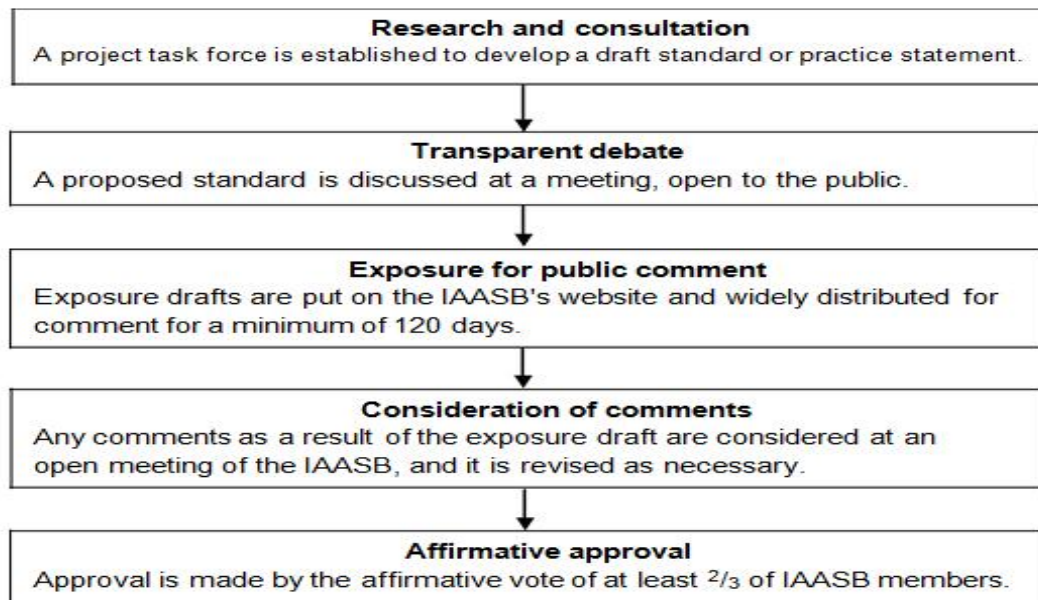 Research and consultation
A project task force is established to develop a draft standard or practice statement.
Transparent debate
A proposed standard is discussed at a meeting, open to the public.
Exposure for public comment
Exposure drafts are put on the IAASB's website and widely distributed for
comment for a minimum of 120 days.
Consideration of comments
Any comments as a result of the exposure draft are considered at an
open meeting of the IAASB, and it is revised as necessary.
Affirmative approval
Approval is made by the affirmative vote of at least 2/3 of IAASB members.